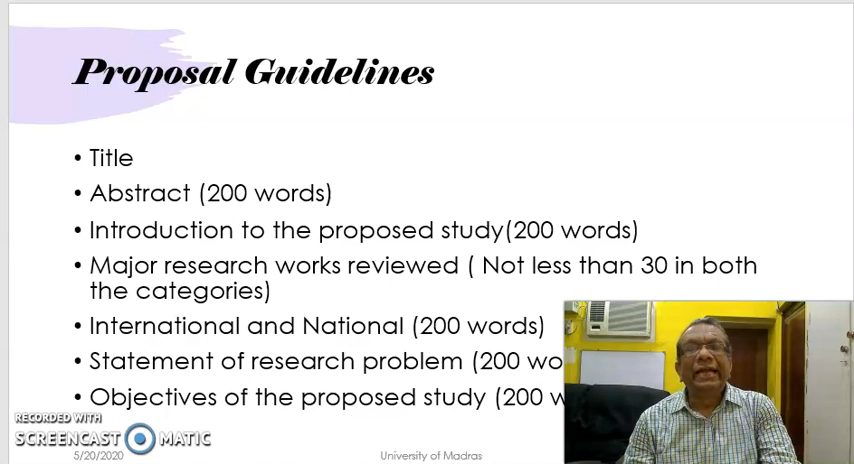 Proposal Guidelines
• Title
• Abstract (200 words)
• Introduction to the proposed study(200 words)
• Major research works reviewed ( Not less than 30 in both
the categories)
• International and National (200 words)
• Statement of research problem (200 wo
• Objectives of the proposed study (200 w
RECORDED WITH
SCREENCAST MATIC
5/20/2020
University of Madras